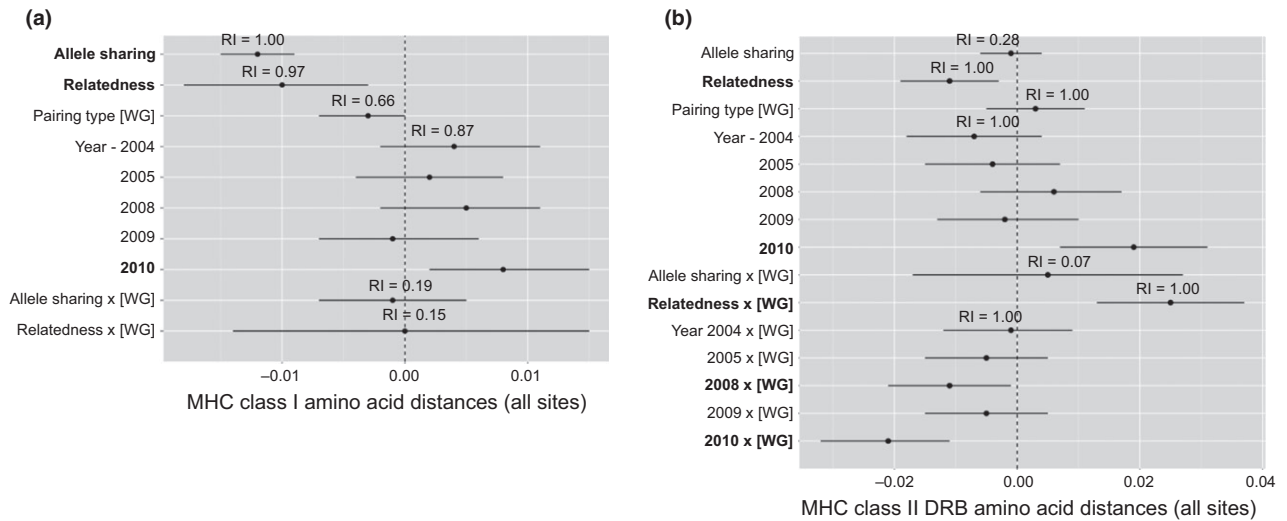 (a)
Allele sharing
RI = 1.00
Relatedness
RI = 0.97
Pairing type [WG]
RI = 0.66
Year - 2004
RI = 0.87
2005
2008
2009
2010
Allele sharing x [WG]
RI = 0.19
Relatedness x [WG]
RI = 0.15
–0.01 0.00 0.01
MHC class I amino acid distances (all sites)
(b)
Allele sharing
RI = 0.28
Relatedness
RI = 1.00
Pairing type [WG]
RI = 1.00
Year - 2004
RI = 1.00
2005
2008
2009
2010
Allele sharing x [WG]
RI = 0.07
Relatedness x [WG]
RI = 1.00
Year 2004 x [WG]
RI = 1.00
2005 x [WG]
2008 x [WG]
2009 x [WG]
2010 x [WG]
–0.02 0.00 0.02 0.04
MHC class II DRB amino acid distances (all sites)